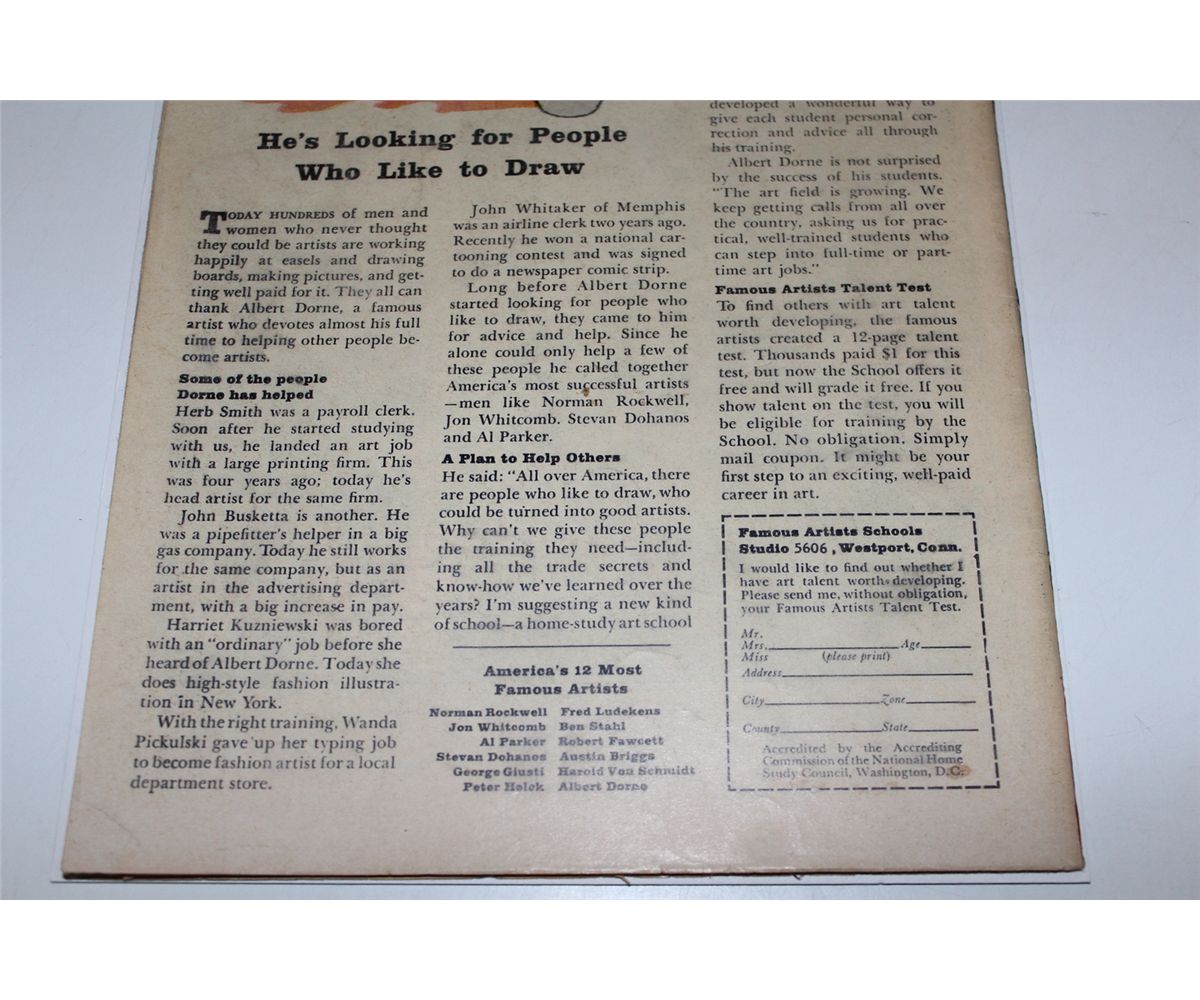 He's Looking for People
Who Like to Draw
TODAY HUNDREDS of men and
women who never thought
they could be artists are working
happily at easels and drawing
boards, making pictures, and get-
ting well paid for it. They all can
thank Albert Dorne, a famous
artist who devotes almost his full
time to helping other people be-
come artists.
Some of the people
Dorne has helped
Herb Smith was a payroll clerk.
Soon after he started studying
with us, he landed an art job
with a large printing firm. This
was four years ago; today he's
head artist for the same firm.
John Busketta is another. He
was a pipefitter's helper in a big
gas company. Today he still works
for the same company, but as an
artist in the advertising depart-
ment, with a big increase in pay.
Harriet Kuzniewski was bored
with an "ordinary" job before she
heard of Albert Dorne. Today she
does high-style fashion illustra-
tion in New York.
With the right training, Wanda
Pickulski gave up her typing job
to become fashion artist for a local
department store.
John Whitaker of Memphis
was an airline clerk two years ago.
Recently he won a national car-
tooning contest and was signed
to do a newspaper comic strip.
Long before Albert Dorne
started looking for people who
like to draw, they came to him
for advice and help. Since he
alone could only help a few of
these people he called together
America's most successful artists
—men like Norman Rockwell,
Jon Whitcomb. Stevan Dohanos
and Al Parker.
A Plan to Help Others
He said: "All over America, there
are people who like to draw, who
could be turned into good artists.
Why can't we give these people
the training they need—includ-
ing all the trade secrets and
know-how we've learned over the
years? I'm suggesting a new kind
of school—a home-study art school
America's 12 Most
Famous Artists
Norman Rockwell Fred Ludekens
Jon Whitcomb Ben Stahl
Al Parker Robert Fawcett
Stevan Dohanos Austin Briggs
George Giusti Harold Von Schmidt
Peter Helck Albert Dorne
developed a wonderful way to
give each student personal cor-
rection and advice all through
his training.
Albert Dorne is not surprised
by the success of his students.
"The art field is growing. We
keep getting calls from all over
the country, asking us for prac-
tical, well-trained students who
can step into full-time or part-
time art jobs."
Famous Artists Talent Test
To find others with art talent
worth developing, the famous
artists created a 12-page talent
test. Thousands paid $1 for this
test, but now the School offers it
free and will grade it free. If you
show talent on the test, you will
be eligible for training by the
School. No obligation. Simply
mail coupon. It might be your
first step to an exciting, well-paid
career in art.
Famous Artists Schools
Studio 5606, Westport, Conn.
I would like to find out whether I
have art talent worth developing.
Please send me, without obligation,
your Famous Artists Talent Test.
Mr.
Mrs. Age
Miss (please print)
Address
City Zone
County State
Accredited by the Accrediting
Commission of the National Home
Study Council, Washington, D.C.